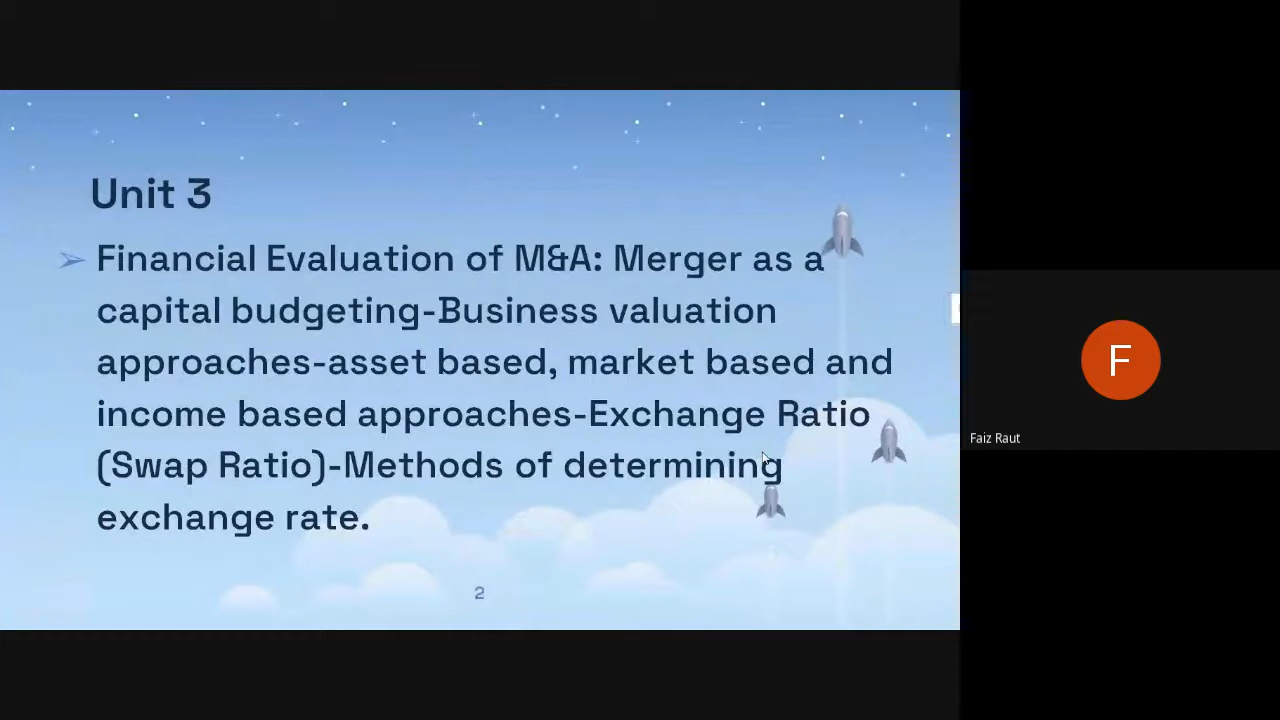 Unit 3
➢ Financial Evaluation of M&A: Merger as a
capital budgeting-Business valuation
approaches-asset based, market based and
income based approaches-Exchange Ratio
(Swap Ratio)-Methods of determining
exchange rate.
2
F
Faiz Raut